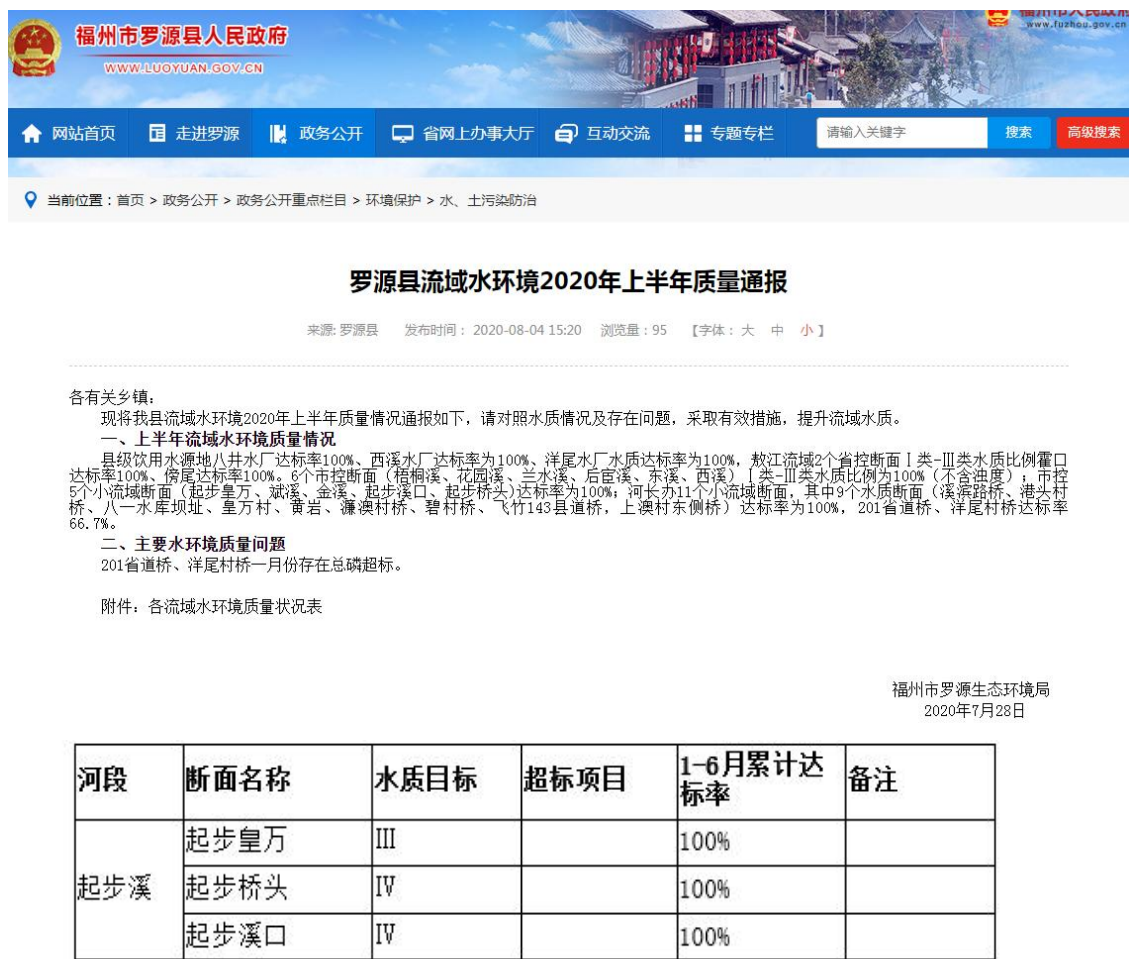 福州市罗源县人民政府
WWW.LUOYUAN.GOV.CN
www.fuzhou.gov.cn
网站首页 走进罗源 政务公开 省网上办事大厅 互动交流 专题专栏 请输入关键字 搜索 高级搜索
当前位置：首页 > 政务公开 > 政务公开重点栏目 > 环境保护 > 水、土污染防治
罗源县流域水环境2020年上半年质量通报
来源: 罗源县 发布时间： 2020-08-04 15:20 浏览量：95 【字体： 大 中 小 】
各有关乡镇：
现将我县流域水环境2020年上半年质量情况通报如下，请对照水质情况及存在问题，采取有效措施，提升流域水质。
一、上半年流域水环境质量情况
县级饮用水源地八井水厂达标率100%、西溪水厂达标率为100%、洋尾水厂水质达标率为100%，敖江流域2个省控断面Ⅰ类-Ⅲ类水质比例霍口
达标率100%、傍尾达标率100%。6个市控断面（梧桐溪、花园溪、兰水溪、后宦溪、东溪、西溪）Ⅰ类-Ⅲ类水质比例为100%（不含浊度）；市控
5个小流域断面（起步皇万、斌溪、金溪、起步溪口、起步桥头)达标率为100%；河长办11个小流域断面，其中9个水质断面（溪滨路桥、港头村
桥、八一水库坝址、皇万村、黄岩、濂澳村桥、碧村桥、飞竹143县道桥，上澳村东侧桥）达标率为100%，201省道桥、洋尾村桥达标率
66.7%。
二、主要水环境质量问题
201省道桥、洋尾村桥一月份存在总磷超标。
附件：各流域水环境质量状况表
福州市罗源生态环境局
2020年7月28日
河段 断面名称 水质目标 超标项目 1-6月累计达标率 备注
起步溪 起步皇万 Ⅲ 100%
起步桥头 Ⅳ 100%
起步溪口 Ⅳ 100%